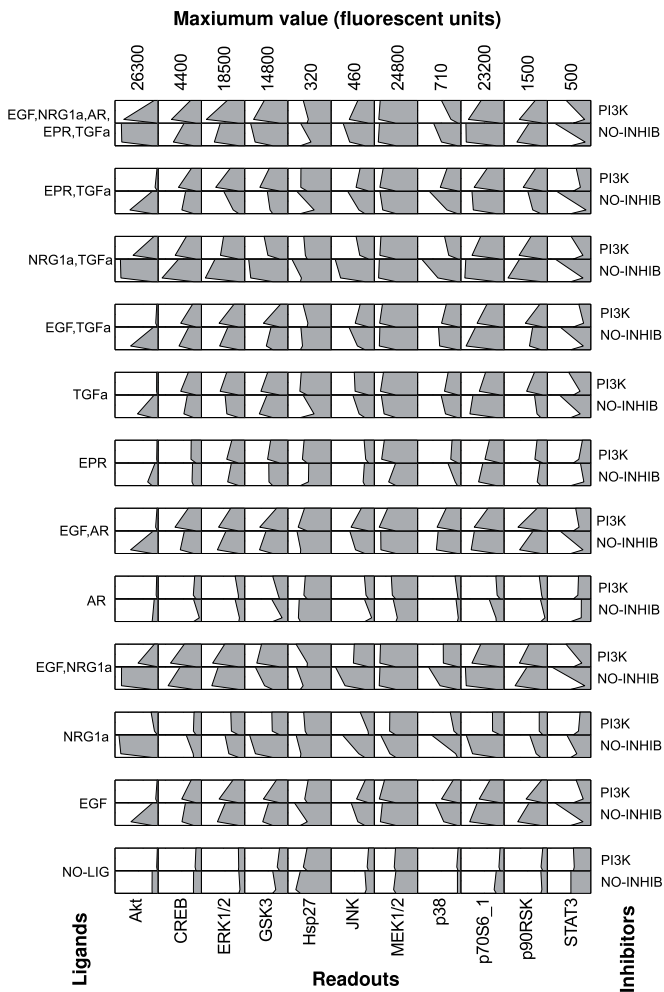 Maxiumum value (fluorescent units)
26300 4400 18500 14800 320 460 24800 710 23200 1500 500
EGF,NRG1a,AR,
EPR,TGFa
PI3K
NO-INHIB
EPR,TGFa
PI3K
NO-INHIB
NRG1a,TGFa
PI3K
NO-INHIB
EGF,TGFa
PI3K
NO-INHIB
TGFa
PI3K
NO-INHIB
EPR
PI3K
NO-INHIB
EGF,AR
PI3K
NO-INHIB
AR
PI3K
NO-INHIB
EGF,NRG1a
PI3K
NO-INHIB
NRG1a
PI3K
NO-INHIB
EGF
PI3K
NO-INHIB
NO-LIG
PI3K
NO-INHIB
Akt CREB ERK1/2 GSK3 Hsp27 JNK MEK1/2 p38 p70S6_1 p90RSK STAT3
Ligands
Readouts
Inhibitors